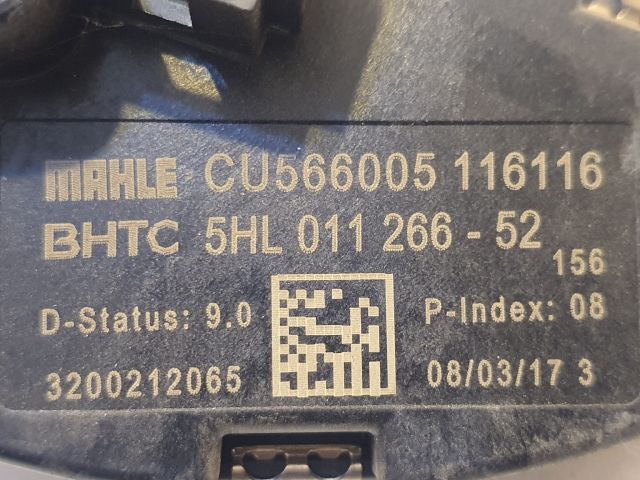 MAHLE CU566005 116116
BHTC 5HL 011 266 - 52
156
D-Status: 9.0 P-Index: 08
3200212065 08/03/17 3